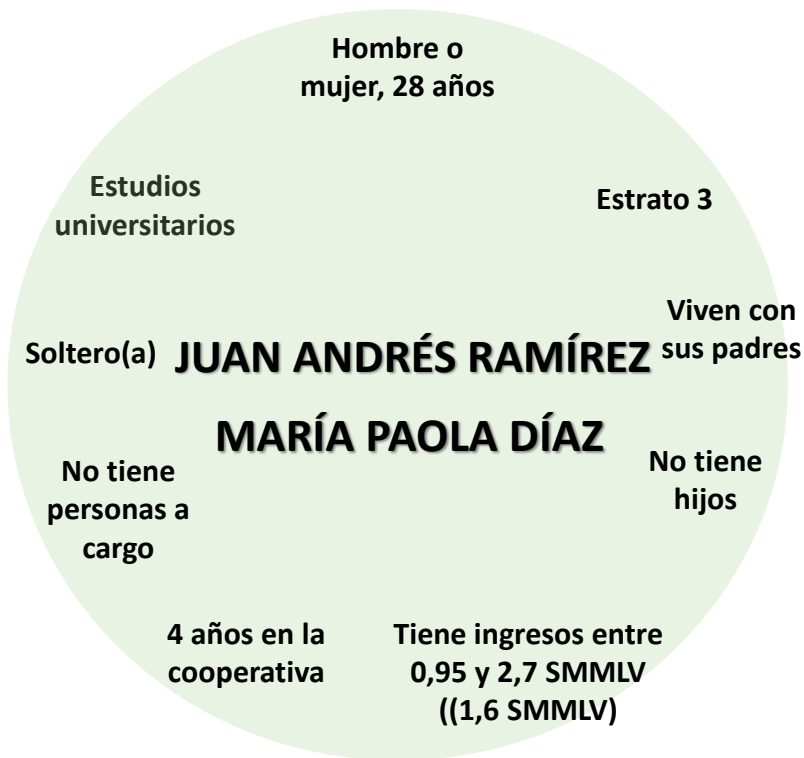 Hombre o
mujer, 28 años
Estudios
universitarios
Estrato 3
Viven con
sus padres
Soltero(a)
JUAN ANDRÉS RAMÍREZ
MARÍA PAOLA DÍAZ
No tiene
personas a
cargo
No tiene
hijos
4 años en la
cooperativa
Tiene ingresos entre
0,95 y 2,7 SMMLV
((1,6 SMMLV)